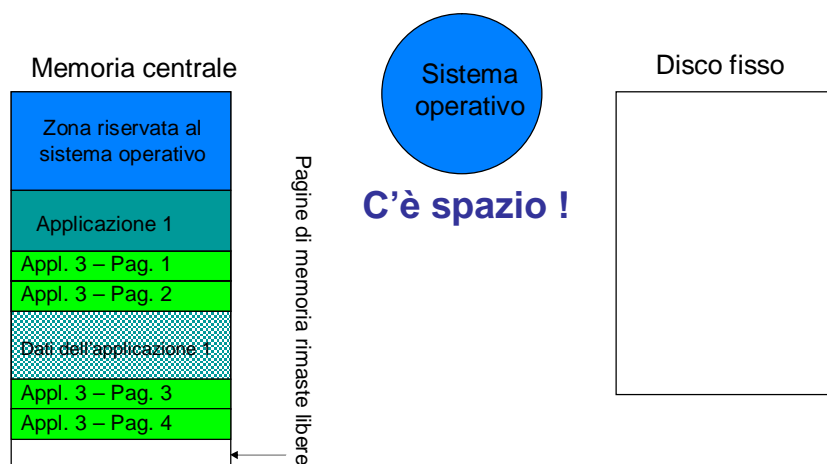 Memoria centrale
Zona riservata al
sistema operativo
Applicazione 1
Appl. 3 – Pag. 1
Appl. 3 – Pag. 2
Dati dell'applicazione 1
Appl. 3 – Pag. 3
Appl. 3 – Pag. 4
Pagine di memoria rimaste libere
Sistema
operativo
C'è spazio !
Disco fisso